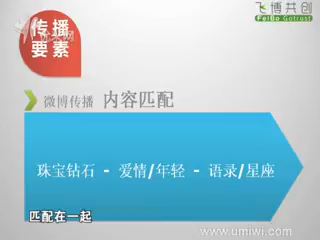 飞博共创
FeiBo Gotrust
传播
要素
微博传播 内容匹配
珠宝钻石 - 爱情/年轻 - 语录/星座
匹配在一起
www.umiwi.com